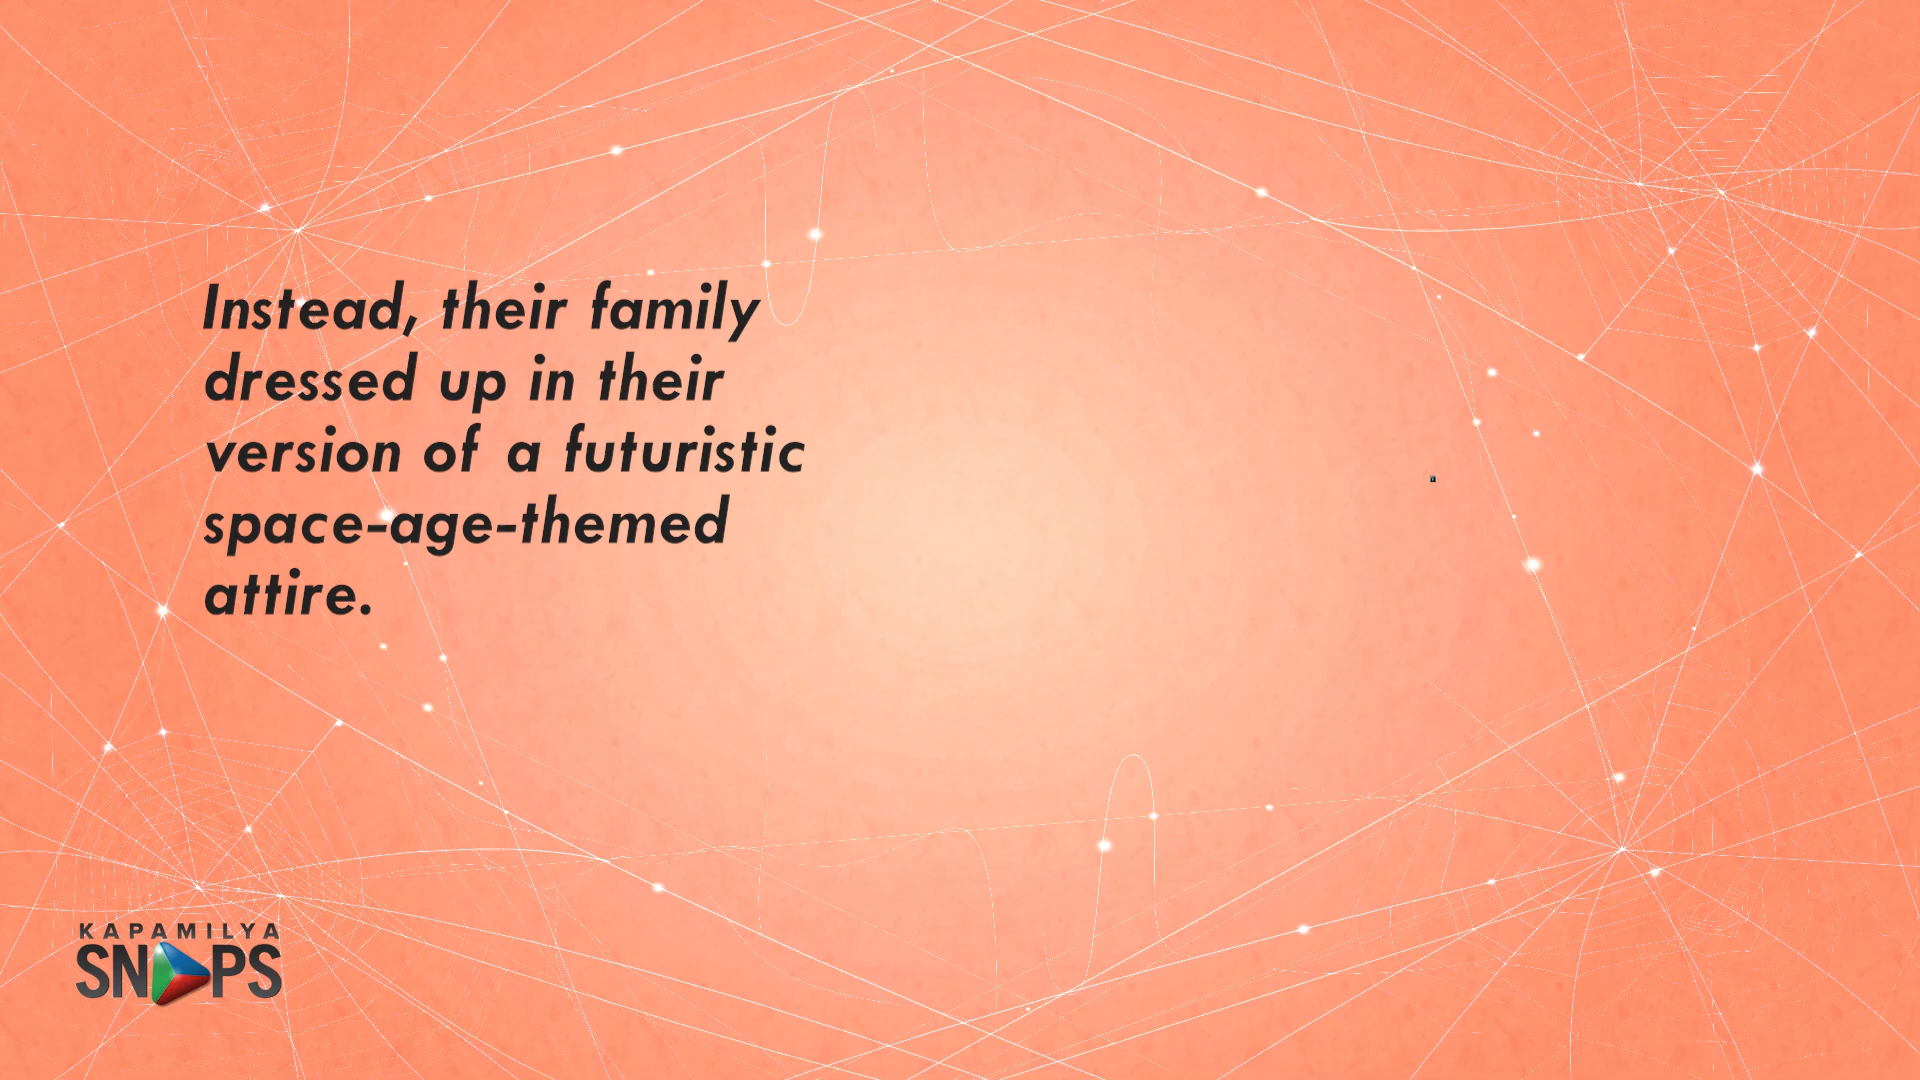 Instead, their family
dressed up in their
version of a futuristic
space-age-themed
attire.
KAPAMILYA
SNAPS